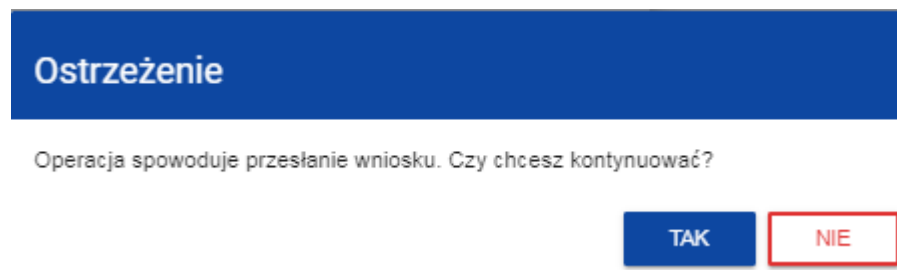 Ostrzeżenie
Operacja spowoduje przesłanie wniosku. Czy chcesz kontynuować?
TAK NIE